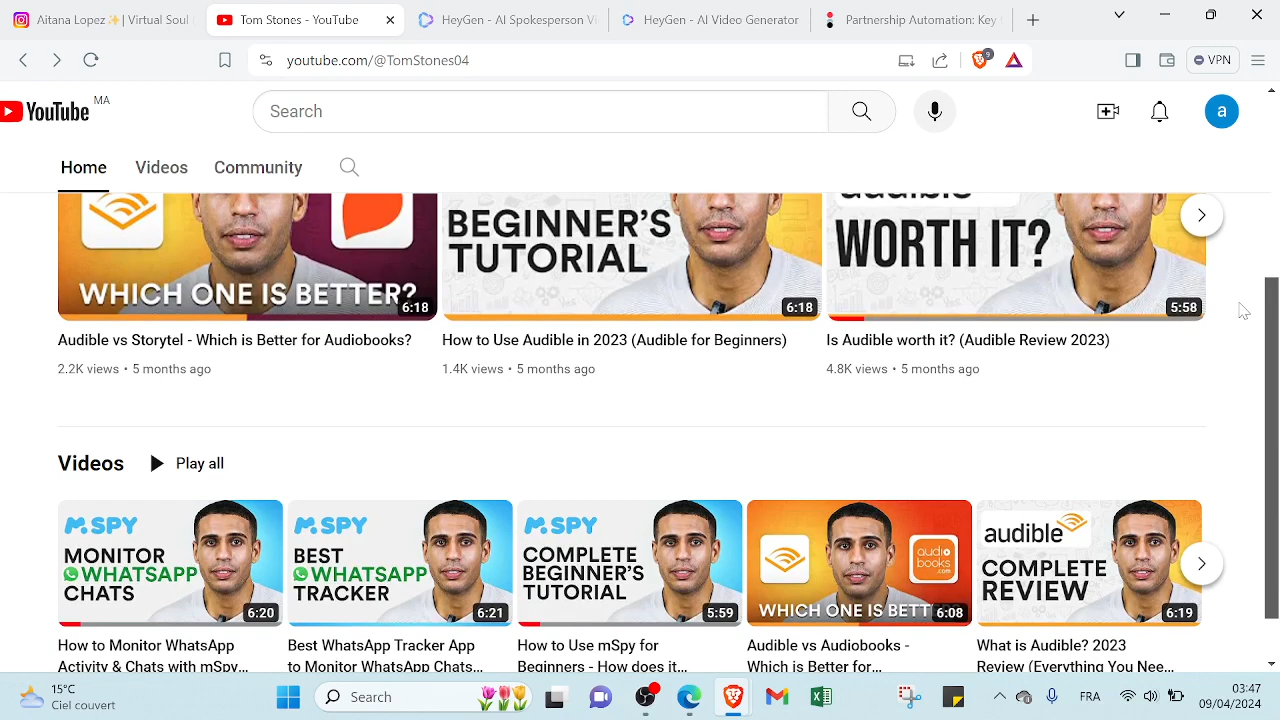 Aitana Lopez✨ | Virtual Soul
Tom Stones - YouTube
HeyGen - AI Spokesperson Vi
HeyGen - AI Video Generator
Partnership Automation: Key
youtube.com/@TomStones04
9
VPN
YouTube MA
Search
a
Home
Videos
Community
WHICH ONE IS BETTER?
6:18
BEGINNER'S
TUTORIAL
6:18
audible
WORTH IT?
5:58
Audible vs Storytel - Which is Better for Audiobooks?
2.2K views • 5 months ago
How to Use Audible in 2023 (Audible for Beginners)
1.4K views • 5 months ago
Is Audible worth it? (Audible Review 2023)
4.8K views • 5 months ago
Videos
Play all
mSPY
MONITOR
WHATSAPP
CHATS
6:20
mSPY
BEST
WHATSAPP
TRACKER
6:21
mSPY
COMPLETE
BEGINNER'S
TUTORIAL
5:59
audio
books
.com
WHICH ONE IS BETT
6:08
audible
COMPLETE
REVIEW
6:19
How to Monitor WhatsApp
Activity & Chats with mSpy...
Best WhatsApp Tracker App
to Monitor WhatsApp Chats...
How to Use mSpy for
Beginners - How does it...
Audible vs Audiobooks -
Which is Better for...
What is Audible? 2023
Review (Everything You Nee...
15°C
Ciel couvert
Search
FRA
03:47
09/04/2024